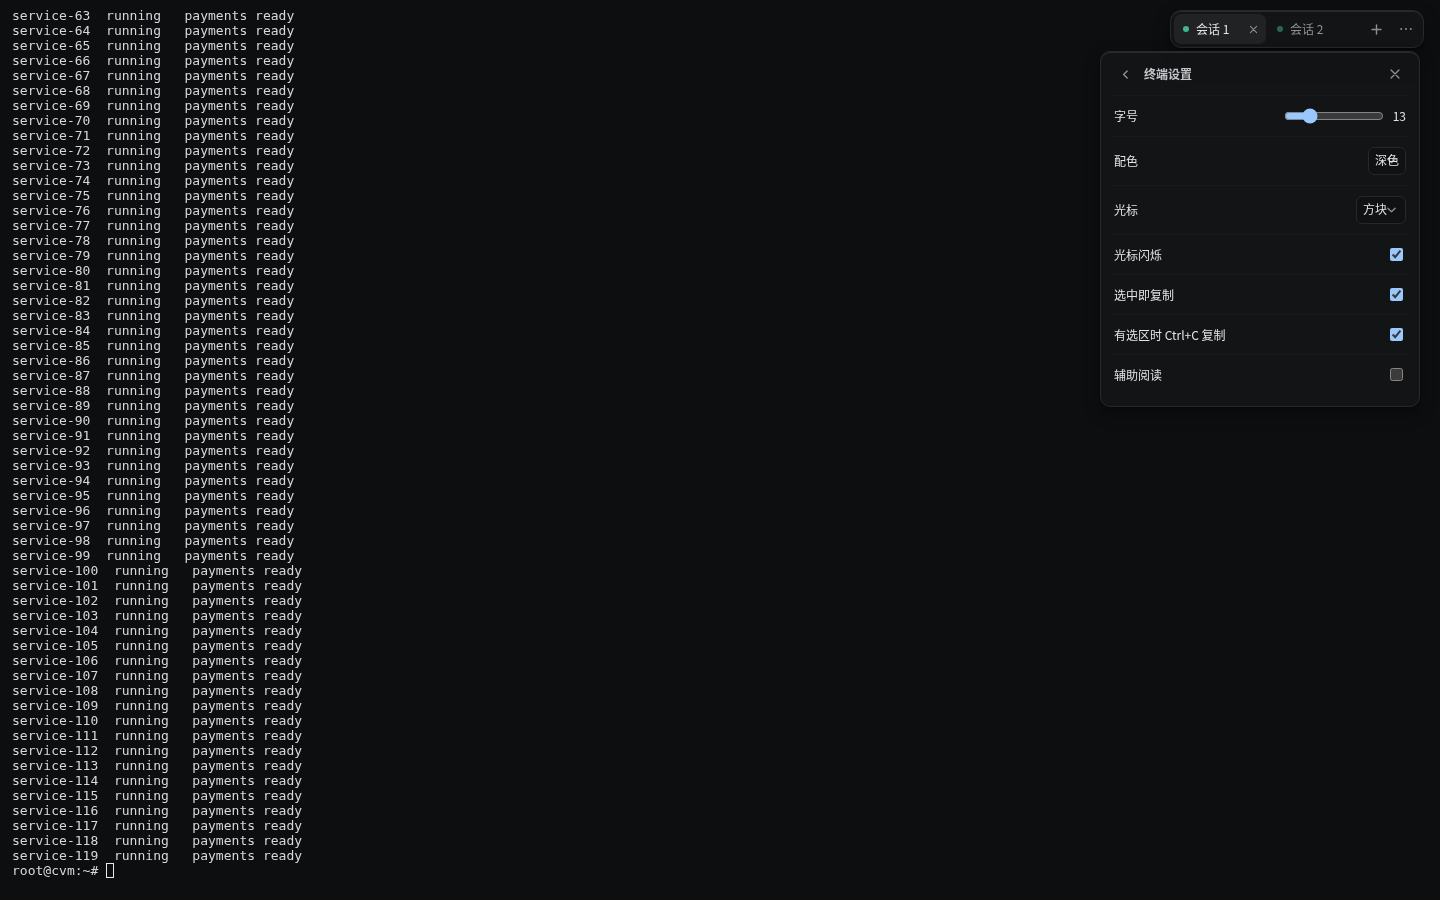 service-63  running   payments ready
service-64  running   payments ready
service-65  running   payments ready
service-66  running   payments ready
service-67  running   payments ready
service-68  running   payments ready
service-69  running   payments ready
service-70  running   payments ready
service-71  running   payments ready
service-72  running   payments ready
service-73  running   payments ready
service-74  running   payments ready
service-75  running   payments ready
service-76  running   payments ready
service-77  running   payments ready
service-78  running   payments ready
service-79  running   payments ready
service-80  running   payments ready
service-81  running   payments ready
service-82  running   payments ready
service-83  running   payments ready
service-84  running   payments ready
service-85  running   payments ready
service-86  running   payments ready
service-87  running   payments ready
service-88  running   payments ready
service-89  running   payments ready
service-90  running   payments ready
service-91  running   payments ready
service-92  running   payments ready
service-93  running   payments ready
service-94  running   payments ready
service-95  running   payments ready
service-96  running   payments ready
service-97  running   payments ready
service-98  running   payments ready
service-99  running   payments ready
service-100  running   payments ready
service-101  running   payments ready
service-102  running   payments ready
service-103  running   payments ready
service-104  running   payments ready
service-105  running   payments ready
service-106  running   payments ready
service-107  running   payments ready
service-108  running   payments ready
service-109  running   payments ready
service-110  running   payments ready
service-111  running   payments ready
service-112  running   payments ready
service-113  running   payments ready
service-114  running   payments ready
service-115  running   payments ready
service-116  running   payments ready
service-117  running   payments ready
service-118  running   payments ready
service-119  running   payments ready
root@cvm:~#
会话 1 会话 2
终端设置
字号 13
配色 深色
光标 方块
光标闪烁
选中即复制
有选区时 Ctrl+C 复制
辅助阅读